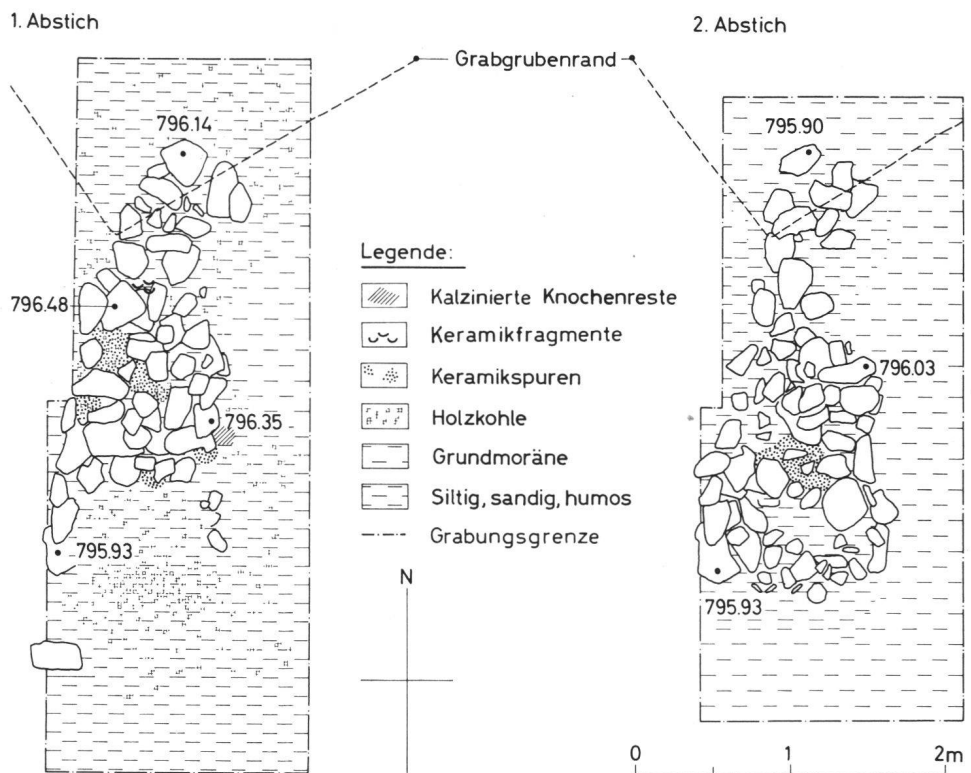 1. Abstich
2. Abstich
Grabgrubenrand
796.14
795.90
Legende:
796.48
Kalzinierte Knochenreste
Keramikfragmente
796.03
Keramikspuren
796.35
Holzkohle
Grundmoräne
Siltig, sandig, humos
795.93
Grabungsgrenze
N
795.93
0 1 2m